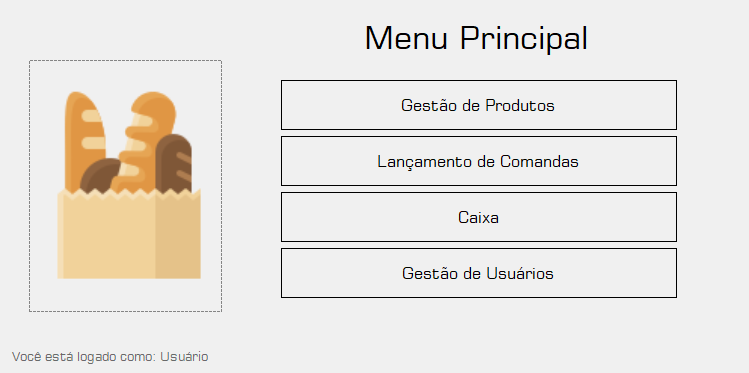 Menu Principal
Gestão de Produtos
Lançamento de Comandas
Caixa
Gestão de Usuários
Você está logado como: Usuário